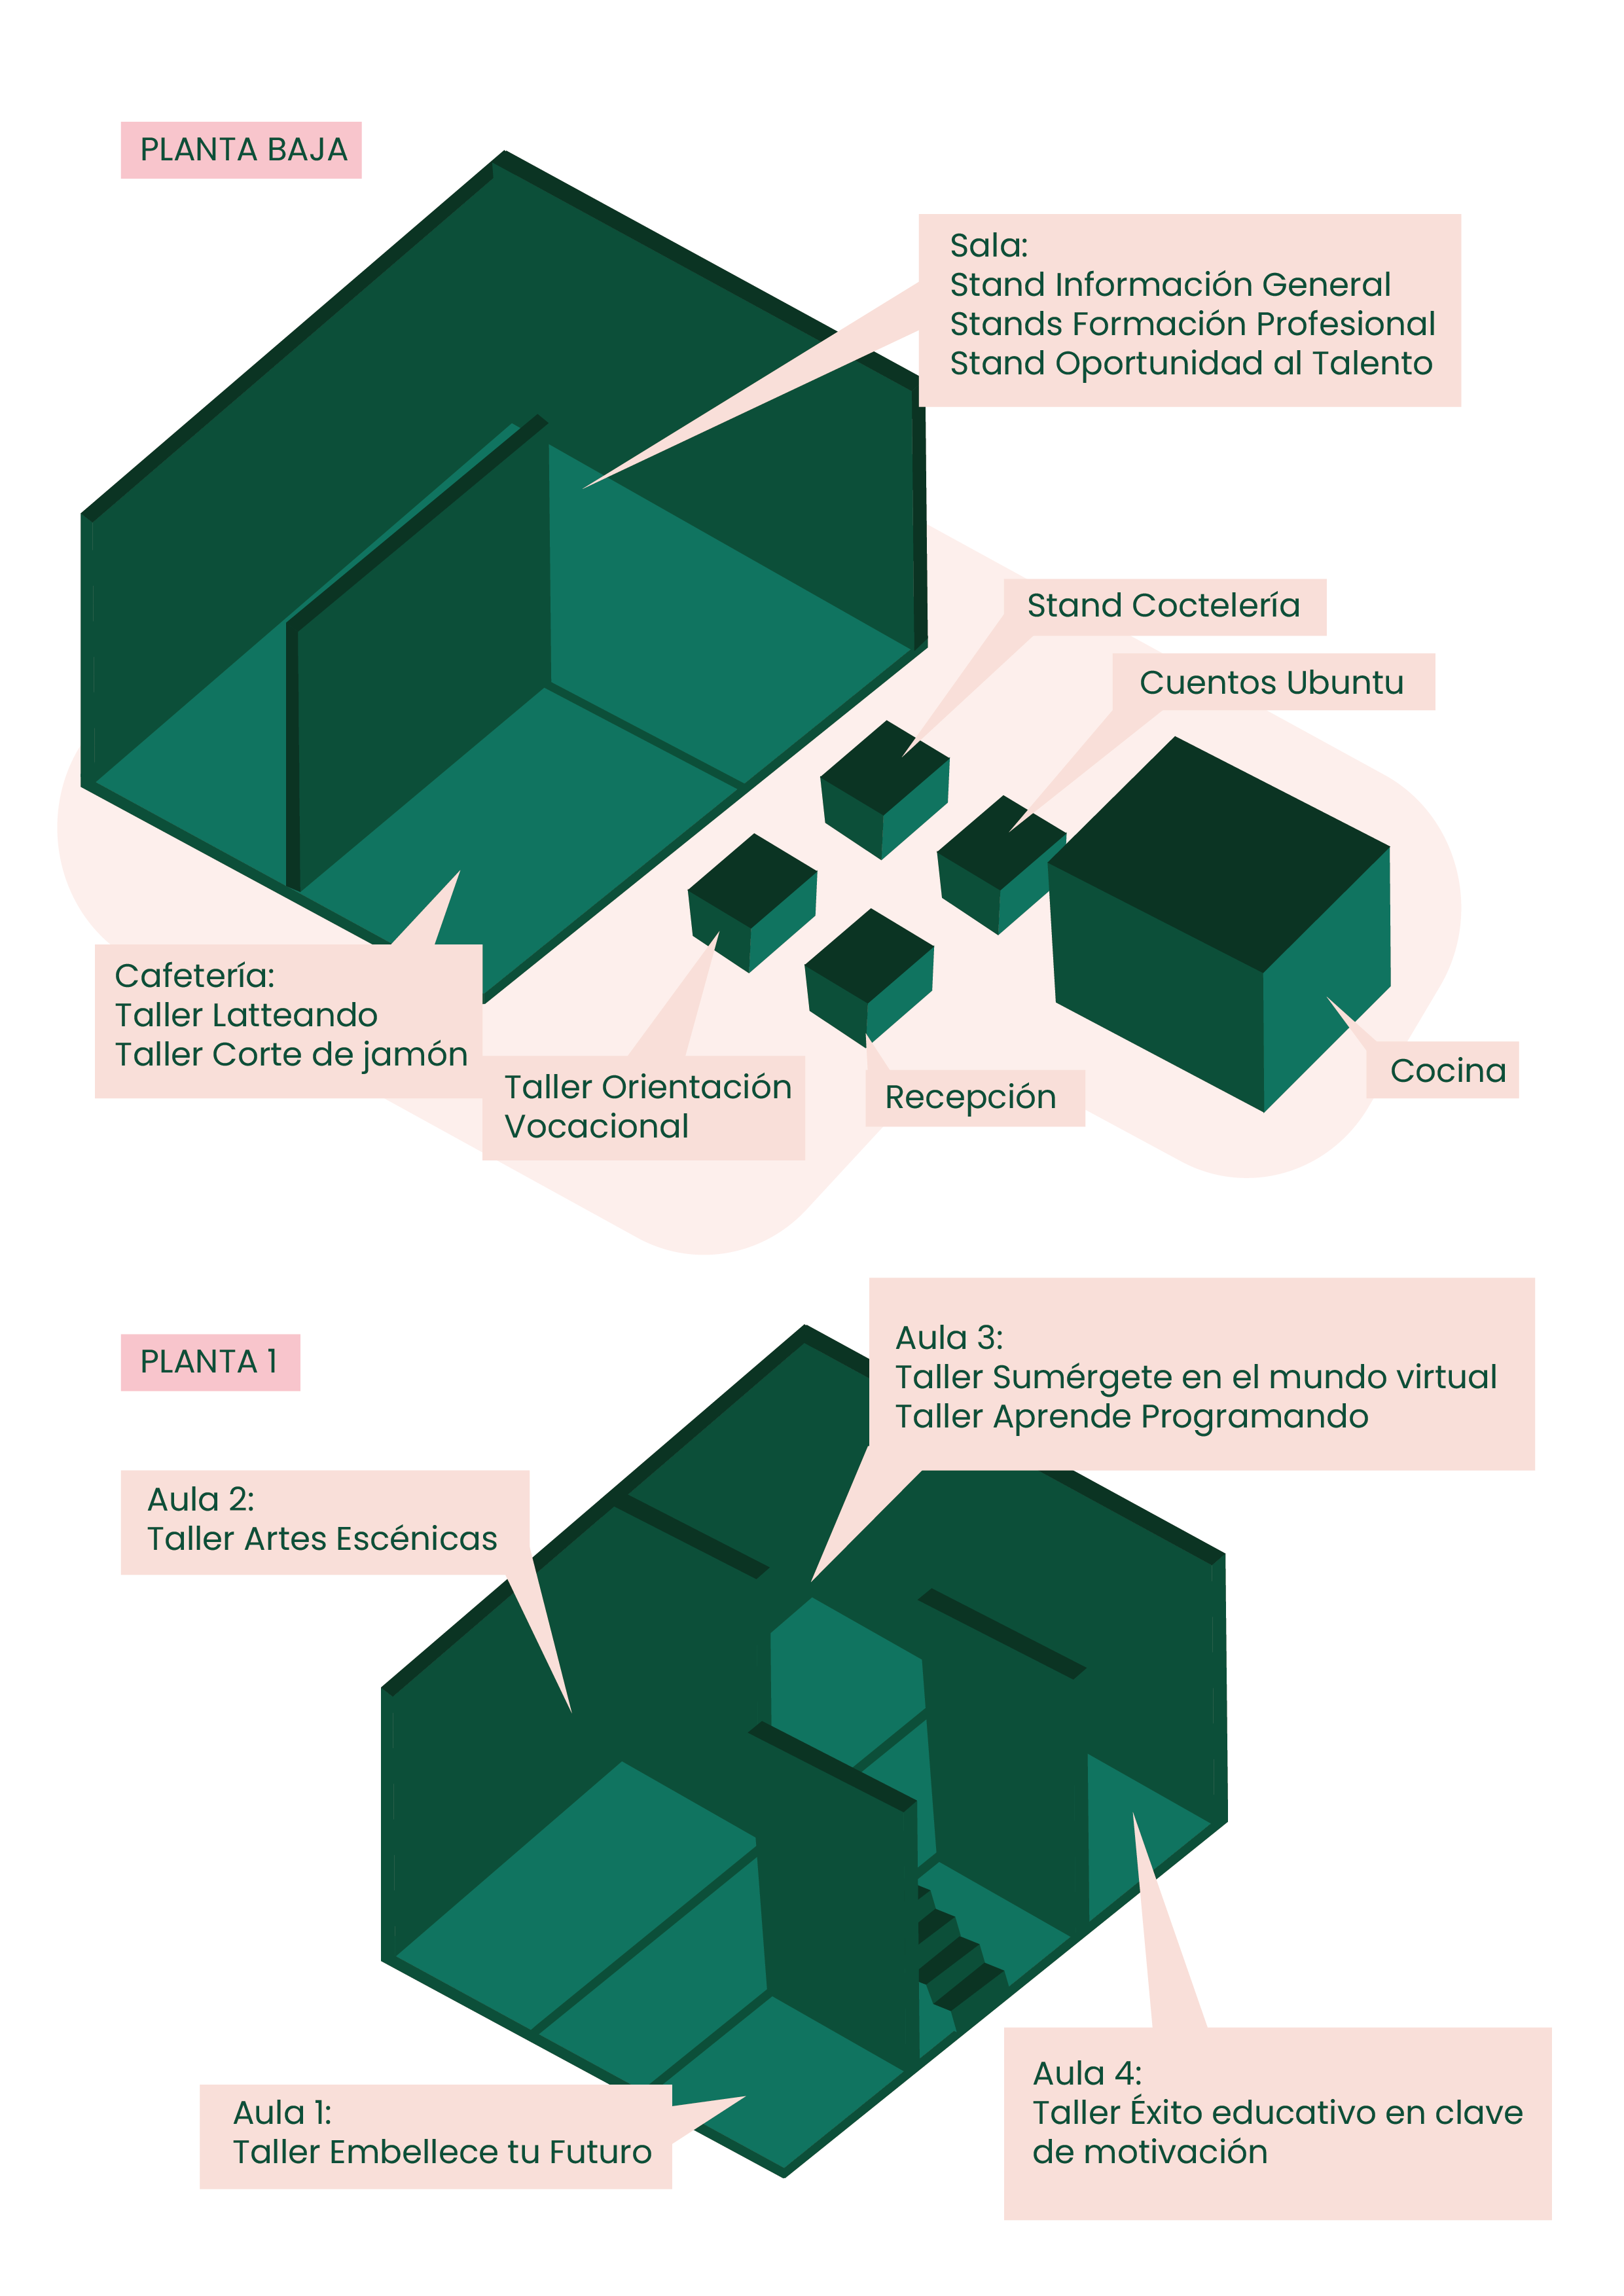 PLANTA BAJA
Sala:
Stand Información General
Stands Formación Profesional
Stand Oportunidad al Talento
Stand Coctelería
Cuentos Ubuntu
Cafetería:
Taller Latteando
Taller Corte de jamón
Taller Orientación
Vocacional
Recepción
Cocina
PLANTA 1
Aula 3:
Taller Sumérgete en el mundo virtual
Taller Aprende Programando
Aula 2:
Taller Artes Escénicas
Aula 4:
Taller Éxito educativo en clave
de motivación
Aula 1:
Taller Embellece tu Futuro